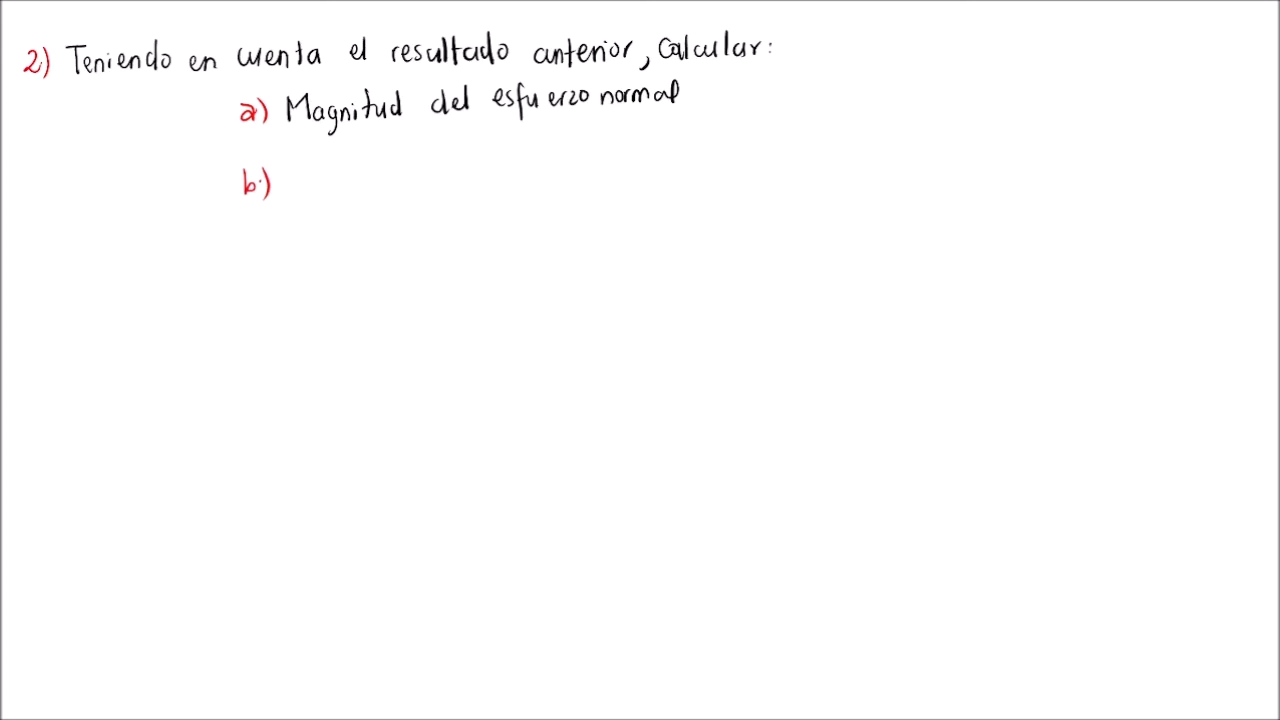 2) Teniendo en cuenta el resultado anterior, Calcular:
a) Magnitud del esfuerzo normal
b.)